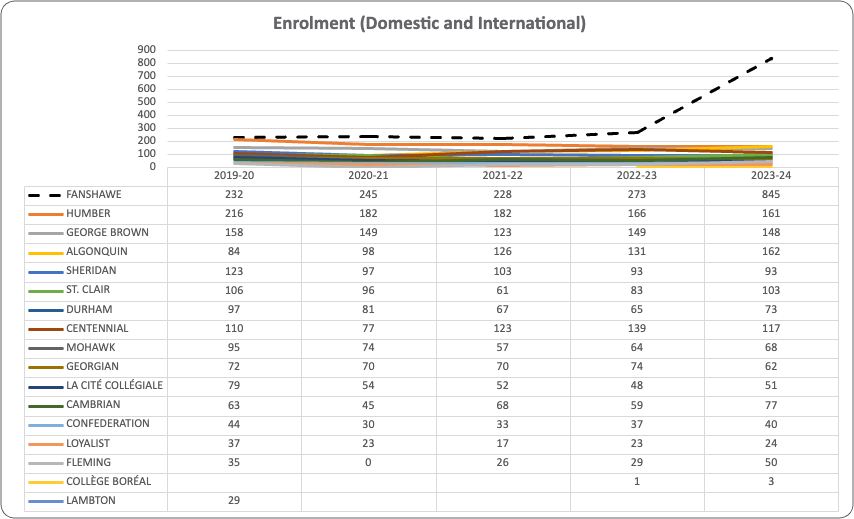 Enrolment (Domestic and International)
900
800
700
600
500
400
300
200
100
0
2019-20 2020-21 2021-22 2022-23 2023-24
FANSHAWE 232 245 228 273 845
HUMBER 216 182 182 166 161
GEORGE BROWN 158 149 123 149 148
ALGONQUIN 84 98 126 131 162
SHERIDAN 123 97 103 93 93
ST. CLAIR 106 96 61 83 103
DURHAM 97 81 67 65 73
CENTENNIAL 110 77 123 139 117
MOHAWK 95 74 57 64 68
GEORGIAN 72 70 70 74 62
LA CITÉ COLLÉGIALE 79 54 52 48 51
CAMBRIAN 63 45 68 59 77
CONFEDERATION 44 30 33 37 40
LOYALIST 37 23 17 23 24
FLEMING 35 0 26 29 50
COLLÈGE BORÉAL 1 3
LAMBTON 29